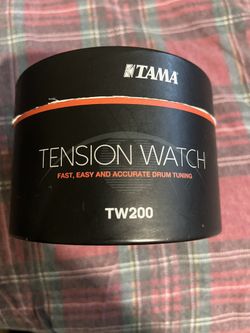 TAMA
TENSION WATCH
FAST, EASY AND ACCURATE DRUM TUNING
TW200